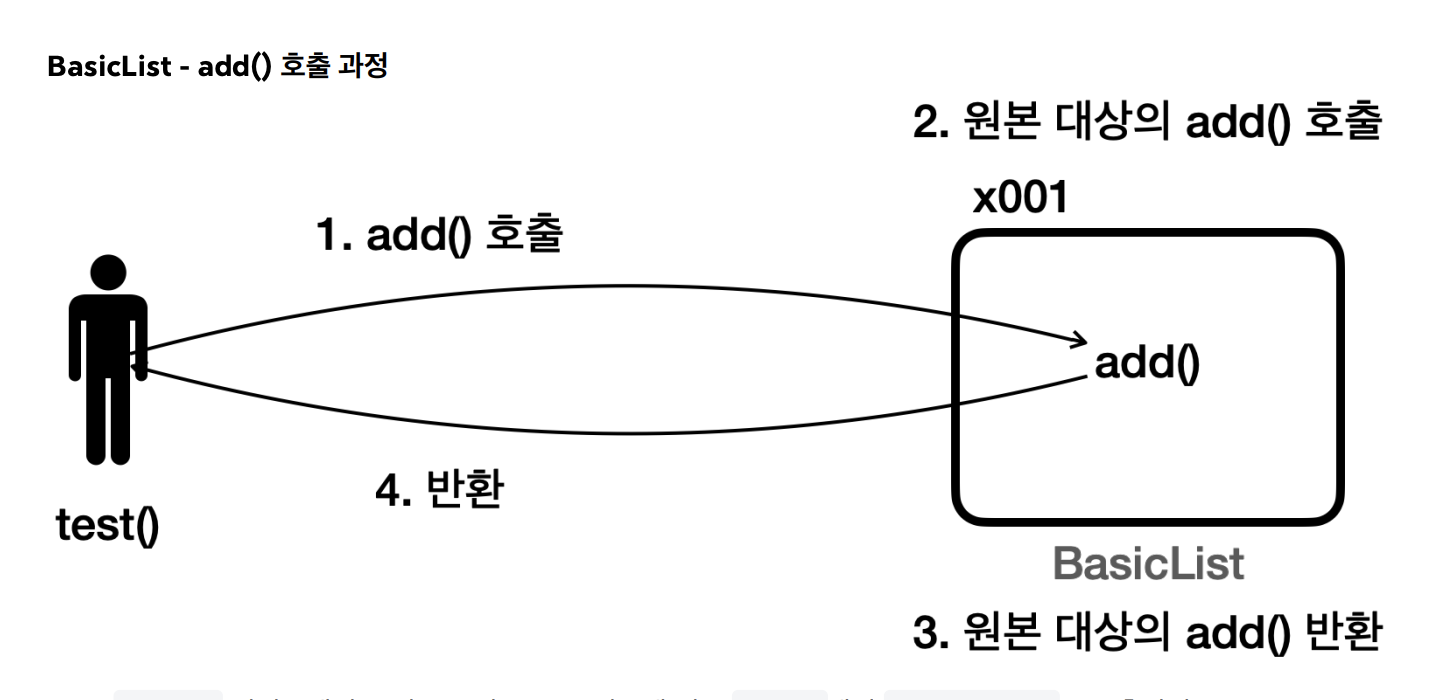 BasicList - add() 호출 과정
2. 원본 대상의 add() 호출
x001
1. add() 호출
add()
4. 반환
test()
BasicList
3. 원본 대상의 add() 반환